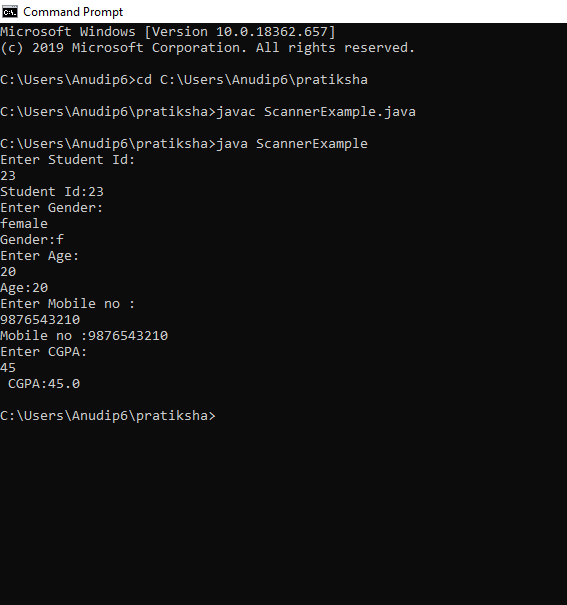 Command Prompt
Microsoft Windows [Version 10.0.18362.657]
(c) 2019 Microsoft Corporation. All rights reserved.
C:\Users\Anudip6>cd C:\Users\Anudip6\pratiksha
C:\Users\Anudip6\pratiksha>javac ScannerExample.java
C:\Users\Anudip6\pratiksha>java ScannerExample
Enter Student Id:
23
Student Id:23
Enter Gender:
female
Gender:f
Enter Age:
20
Age:20
Enter Mobile no :
9876543210
Mobile no :9876543210
Enter CGPA:
45
 CGPA:45.0
C:\Users\Anudip6\pratiksha>